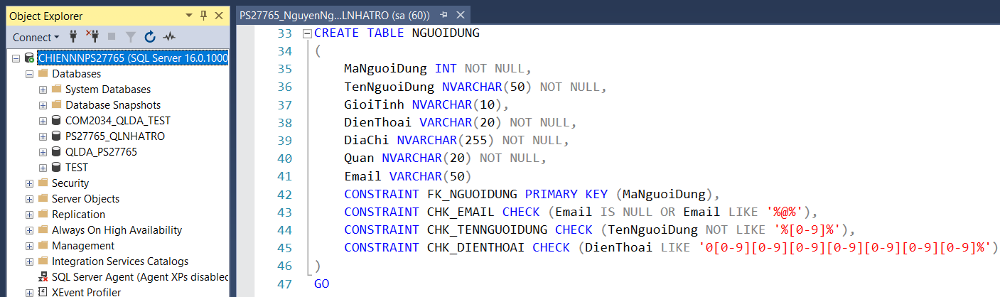 Object Explorer
Connect
CHIENNNPS27765 (SQL Server 16.0.1000
Databases
System Databases
Database Snapshots
COM2034_QLDA_TEST
PS27765_QLNHATRO
QLDA_PS27765
TEST
Security
Server Objects
Replication
Always On High Availability
Management
Integration Services Catalogs
SQL Server Agent (Agent XPs disabled
XEvent Profiler
PS27765_NguyenNg...LNHATRO (sa (60))
33 CREATE TABLE NGUOIDUNG
34 (
35 MaNguoiDung INT NOT NULL,
36 TenNguoiDung NVARCHAR(50) NOT NULL,
37 GioiTinh NVARCHAR(10),
38 DienThoai VARCHAR(20) NOT NULL,
39 DiaChi NVARCHAR(255) NOT NULL,
40 Quan NVARCHAR(20) NOT NULL,
41 Email VARCHAR(50)
42 CONSTRAINT FK_NGUOIDUNG PRIMARY KEY (MaNguoiDung),
43 CONSTRAINT CHK_EMAIL CHECK (Email IS NULL OR Email LIKE '%@%'),
44 CONSTRAINT CHK_TENNGUOIDUNG CHECK (TenNguoiDung NOT LIKE '%[0-9]%'),
45 CONSTRAINT CHK_DIENTHOAI CHECK (DienThoai LIKE '0[0-9][0-9][0-9][0-9][0-9][0-9][0-9]%')
46 )
47 GO